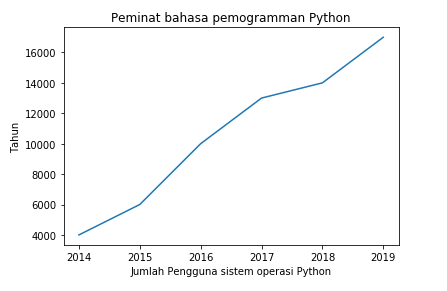 Peminat bahasa pemogramman Python
16000
14000
12000
10000
8000
6000
4000
Tahun
2014 2015 2016 2017 2018 2019
Jumlah Pengguna sistem operasi Python